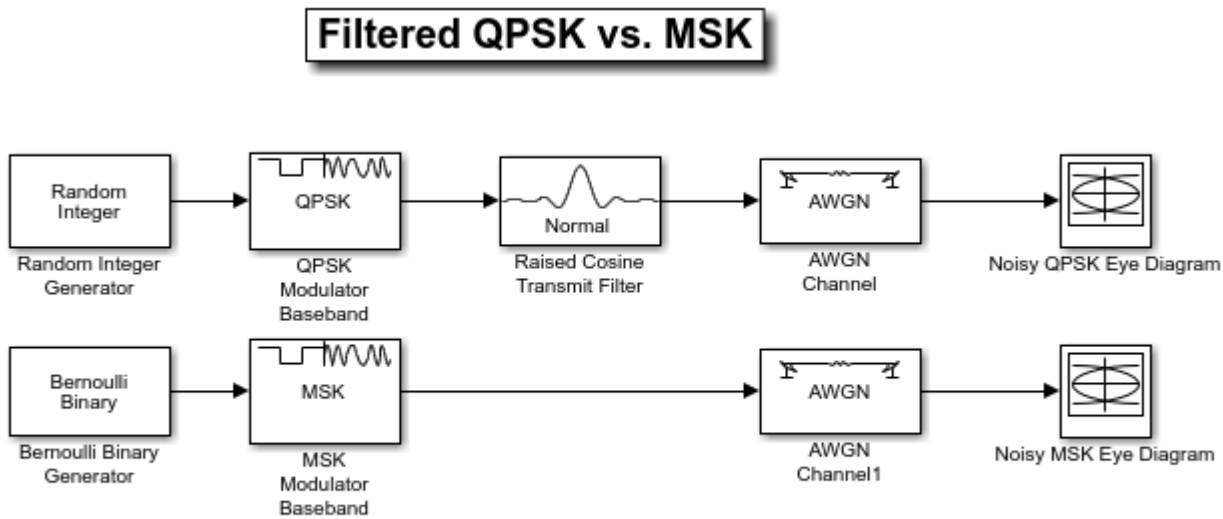 Filtered QPSK vs. MSK
Random
Integer
Random Integer
Generator
QPSK
QPSK
Modulator
Baseband
Normal
Raised Cosine
Transmit Filter
AWGN
AWGN
Channel
Noisy QPSK Eye Diagram
Bernoulli
Binary
Bernoulli Binary
Generator
MSK
MSK
Modulator
Baseband
AWGN
AWGN
Channel1
Noisy MSK Eye Diagram